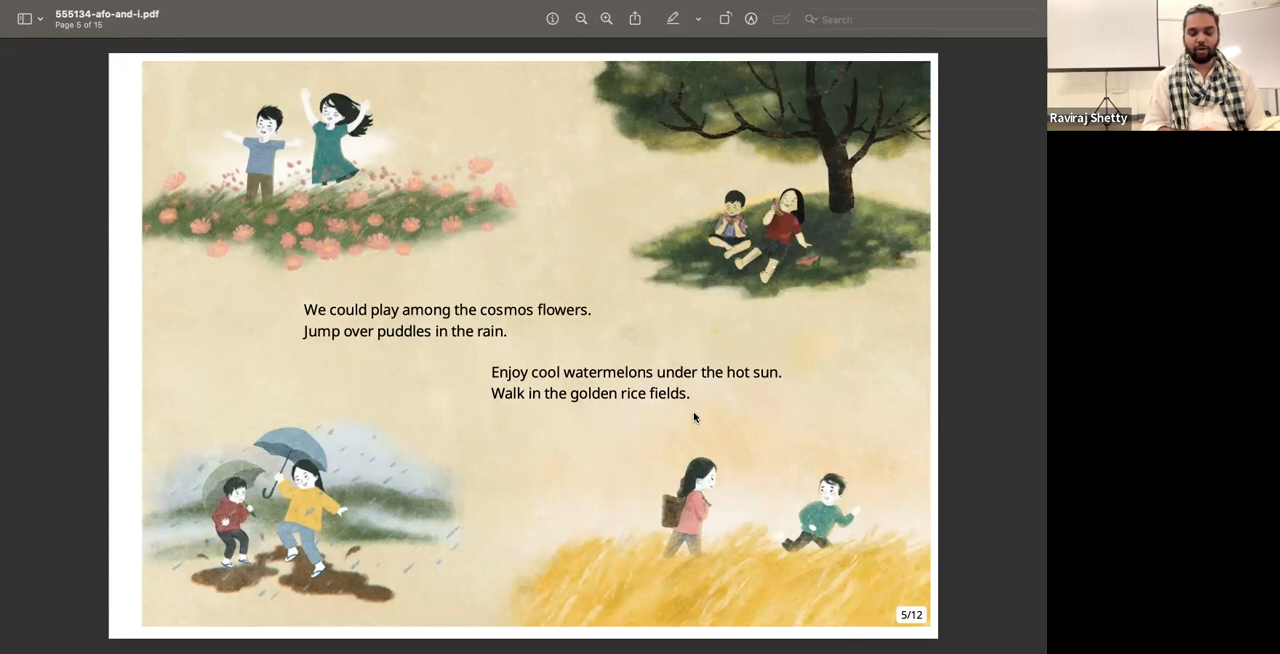 555134-afo-and-i.pdf
Page 5 of 15
Search
Raviraj Shetty
We could play among the cosmos flowers.
Jump over puddles in the rain.
Enjoy cool watermelons under the hot sun.
Walk in the golden rice fields.
5/12